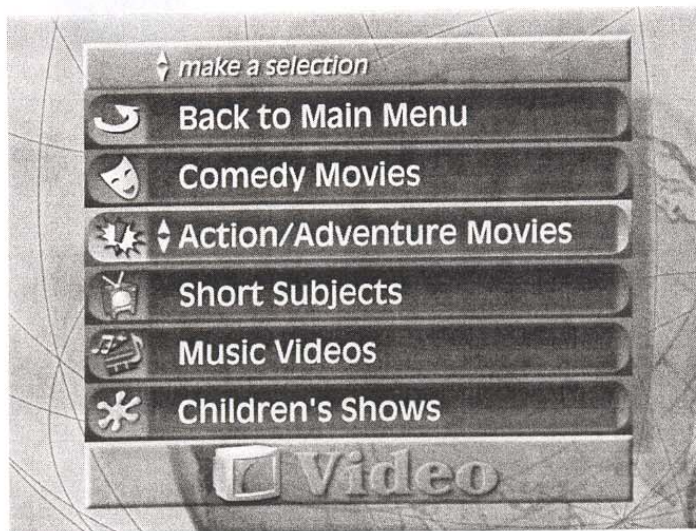 make a selection
Back to Main Menu
Comedy Movies
Action/Adventure Movies
Short Subjects
Music Videos
Children's Shows
Video